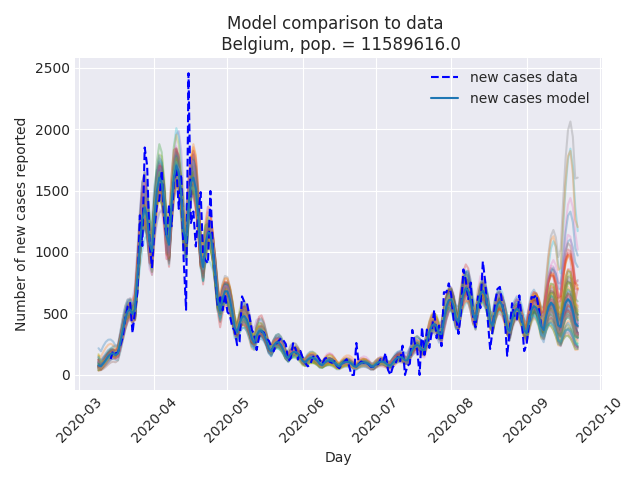 Model comparison to data
Belgium, pop. = 11589616.0
new cases data
new cases model
Number of new cases reported
2500
2000
1500
1000
500
0
2020-03
2020-04
2020-05
2020-06
2020-07
2020-08
2020-09
2020-10
Day